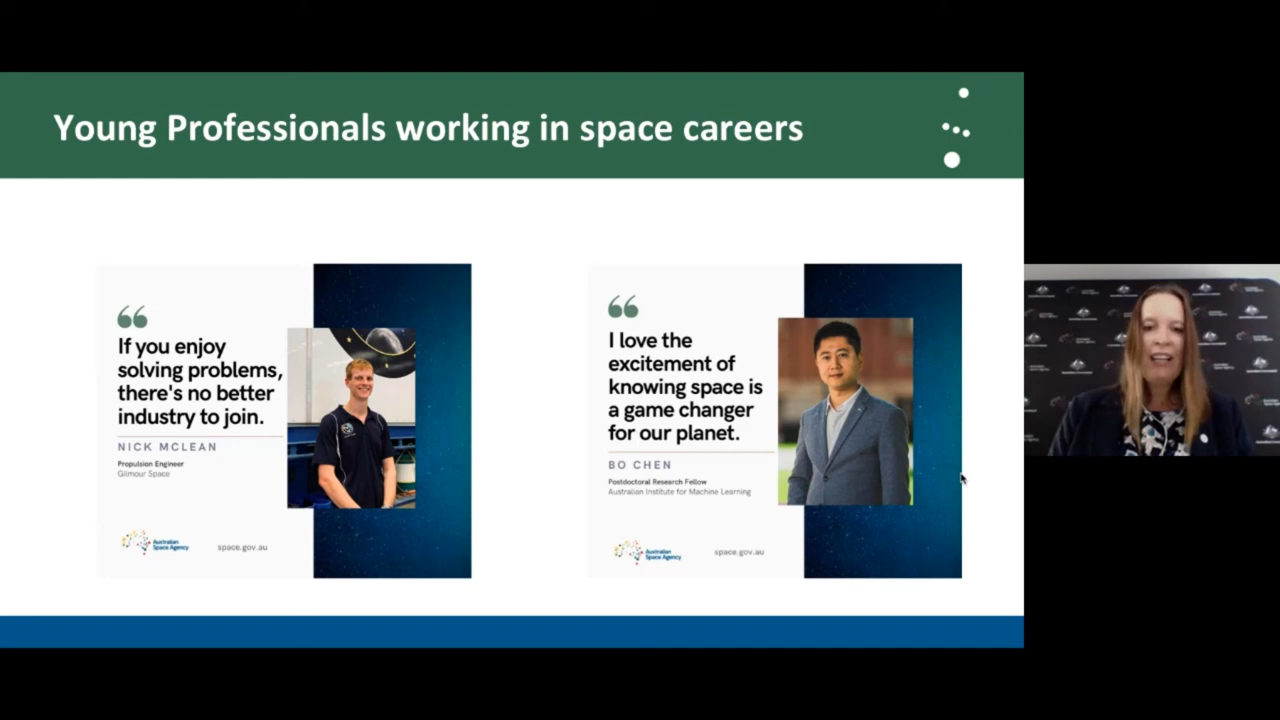 Young Professionals working in space careers
If you enjoy
solving problems,
there's no better
industry to join.
NICK MCLEAN
Propulsion Engineer
Gilmour Space
Australian
Space Agency
space.gov.au
I love the
excitement of
knowing space is
a game changer
for our planet.
BO CHEN
Postdoctoral Research Fellow
Australian Institute for Machine Learning
Australian
Space Agency
space.gov.au